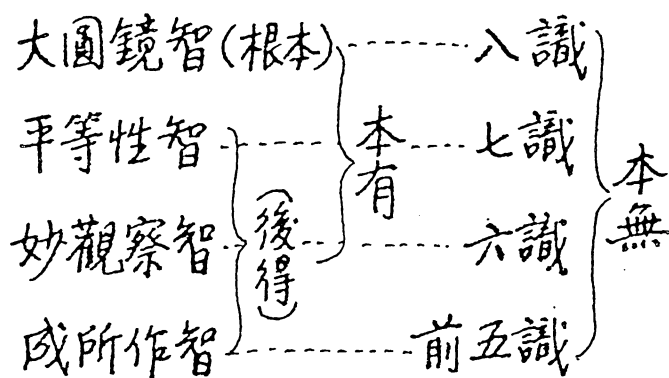 大圓鏡智(根本)------八識
平等性智------七識
妙觀察智------六識
成所作智------前五識
(後得)
本有
本無